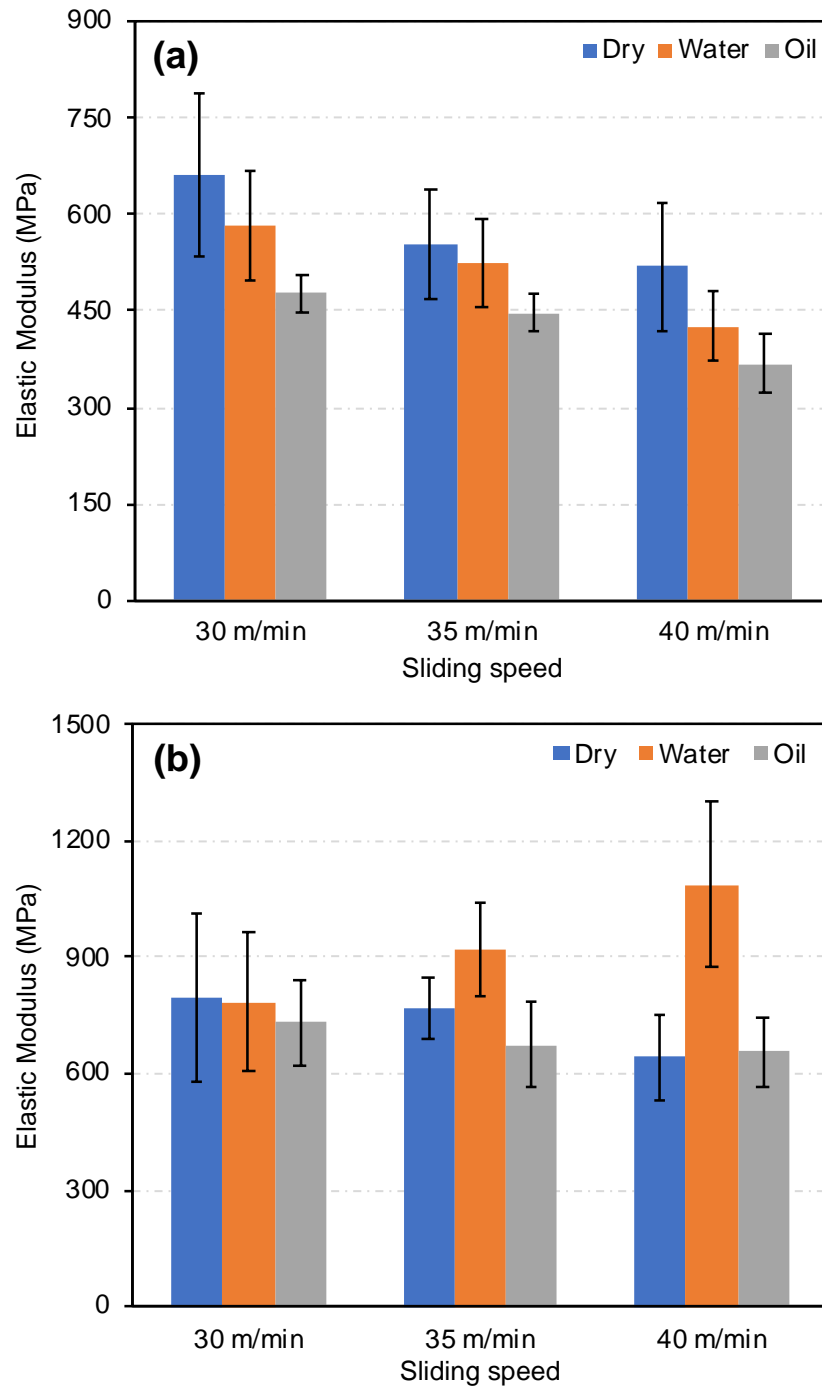 900
(a)
Dry Water Oil
750
600
450
300
150
0
Elastic Modulus (MPa)
30 m/min 35 m/min 40 m/min
Sliding speed
1500
(b)
Dry Water Oil
1200
900
600
300
0
Elastic Modulus (MPa)
30 m/min 35 m/min 40 m/min
Sliding speed